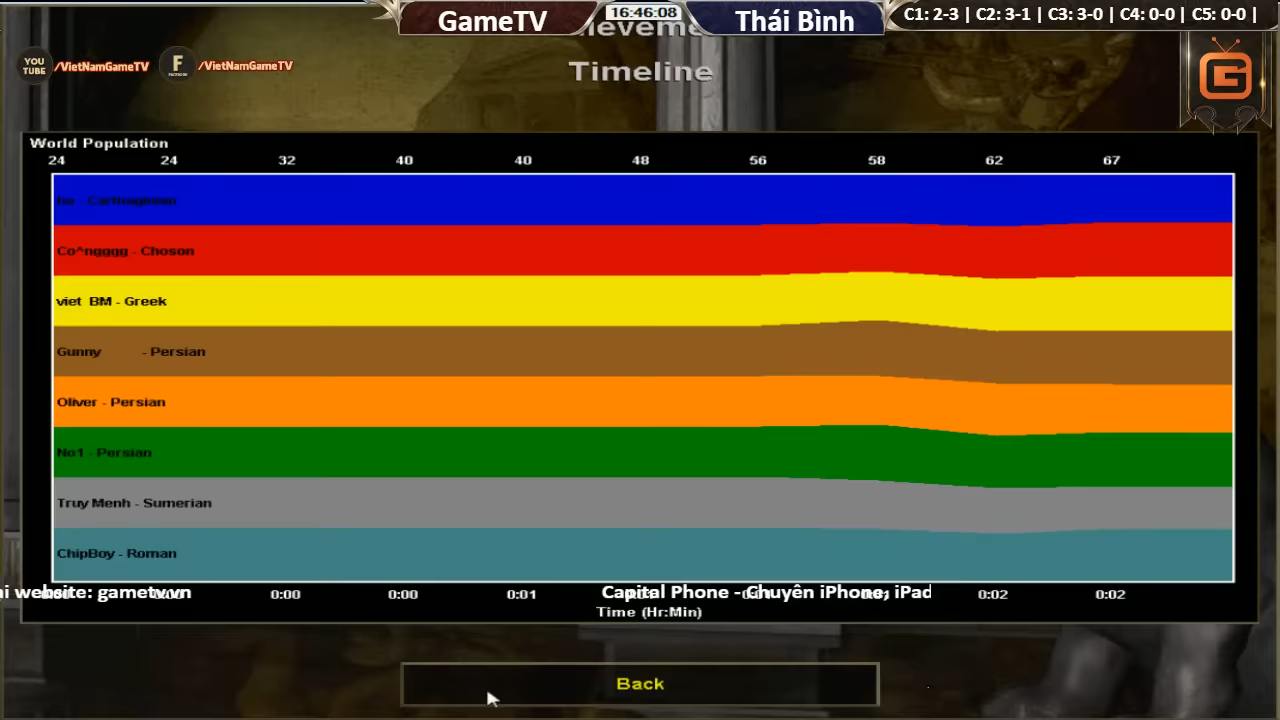 GameTV
16:46:08
Thái Bình
C1: 2-3 | C2: 3-1 | C3: 3-0 | C4: 0-0 | C5: 0-0 |
YOU TUBE /VietNamGameTV
F FACEBOOK /VietNamGameTV
Timeline
World Population
24 24 32 40 40 48 56 58 62 67
Co^ngggg - Choson
viet BM - Greek
Gunny - Persian
Oliver - Persian
No1 - Persian
Truy Menh - Sumerian
ChipBoy - Roman
0:00 0:00 0:01 0:02 0:02
website: gametv.vn
Capital Phone - Chuyên iPhone, iPad
Time (Hr:Min)
Back